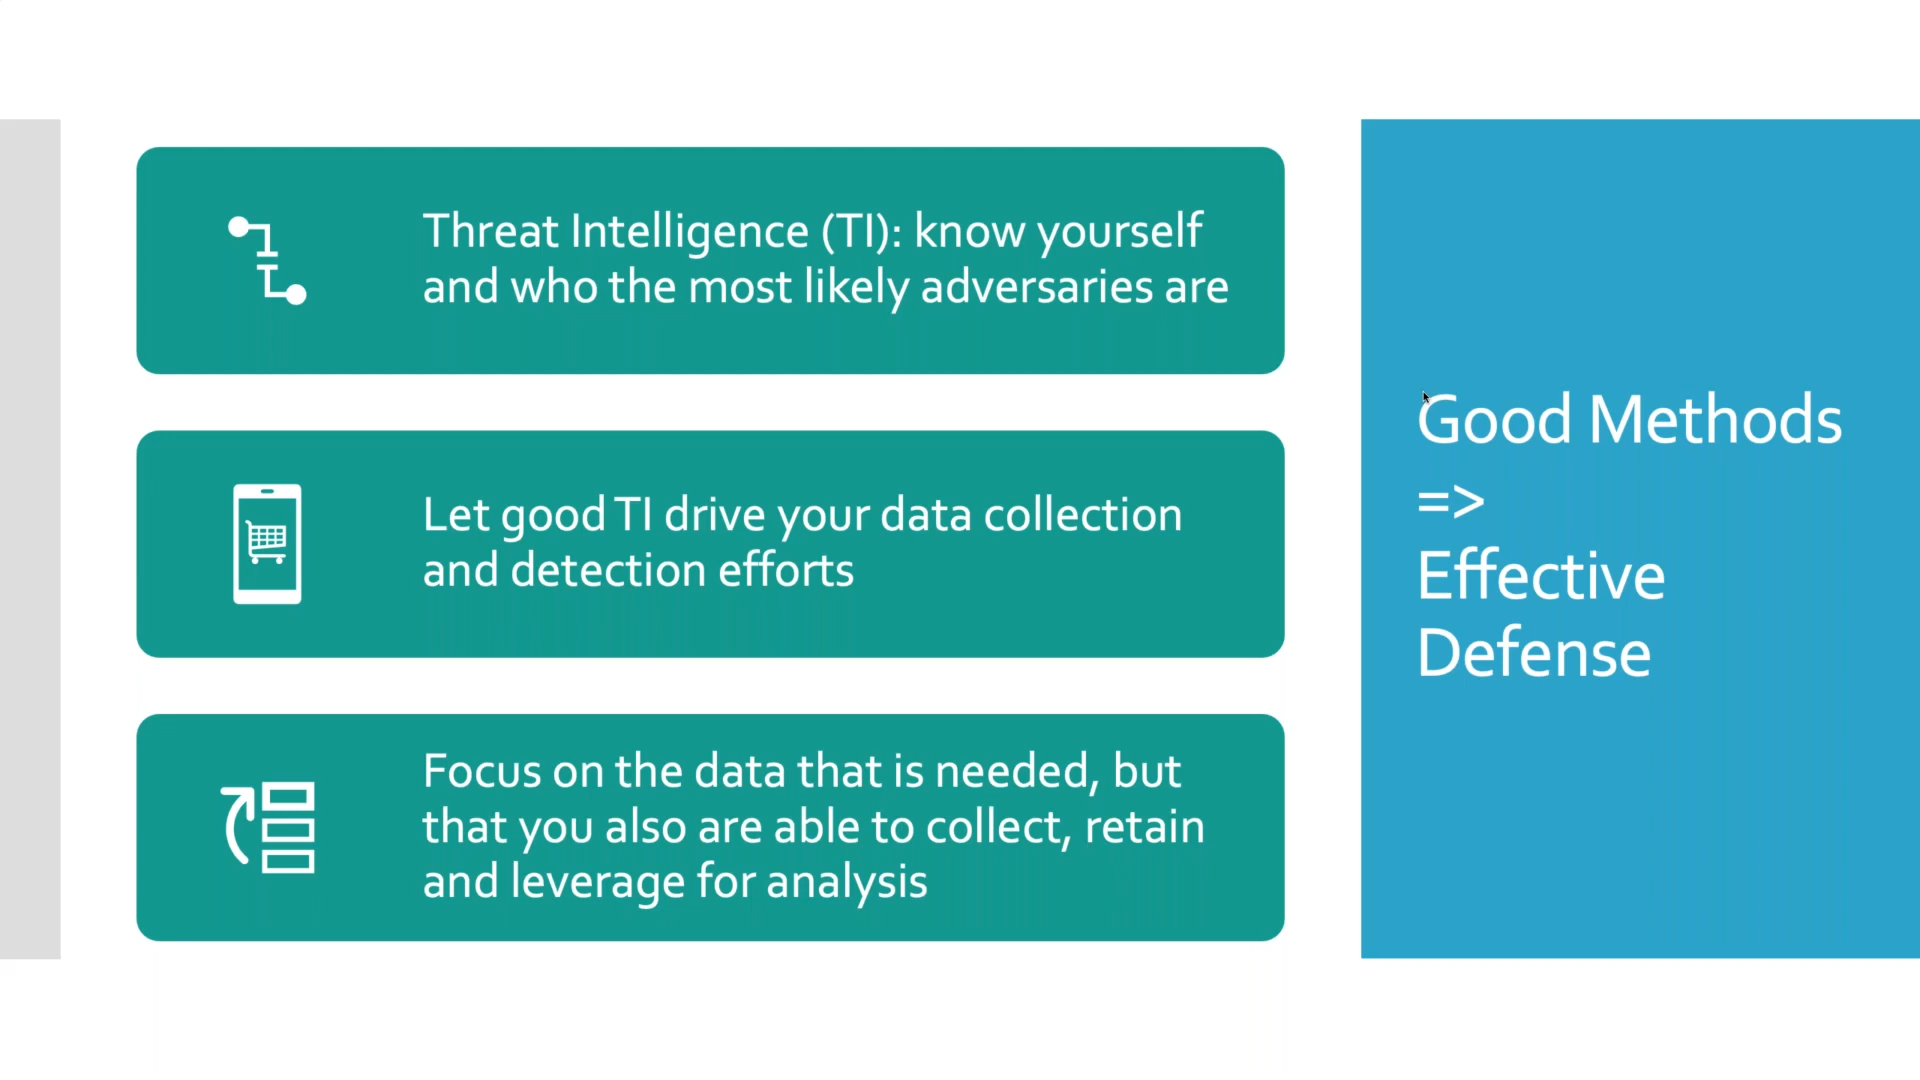 Threat Intelligence (TI): know yourself
and who the most likely adversaries are
Let good TI drive your data collection
and detection efforts
Focus on the data that is needed, but
that you also are able to collect, retain
and leverage for analysis
Good Methods
=>
Effective
Defense